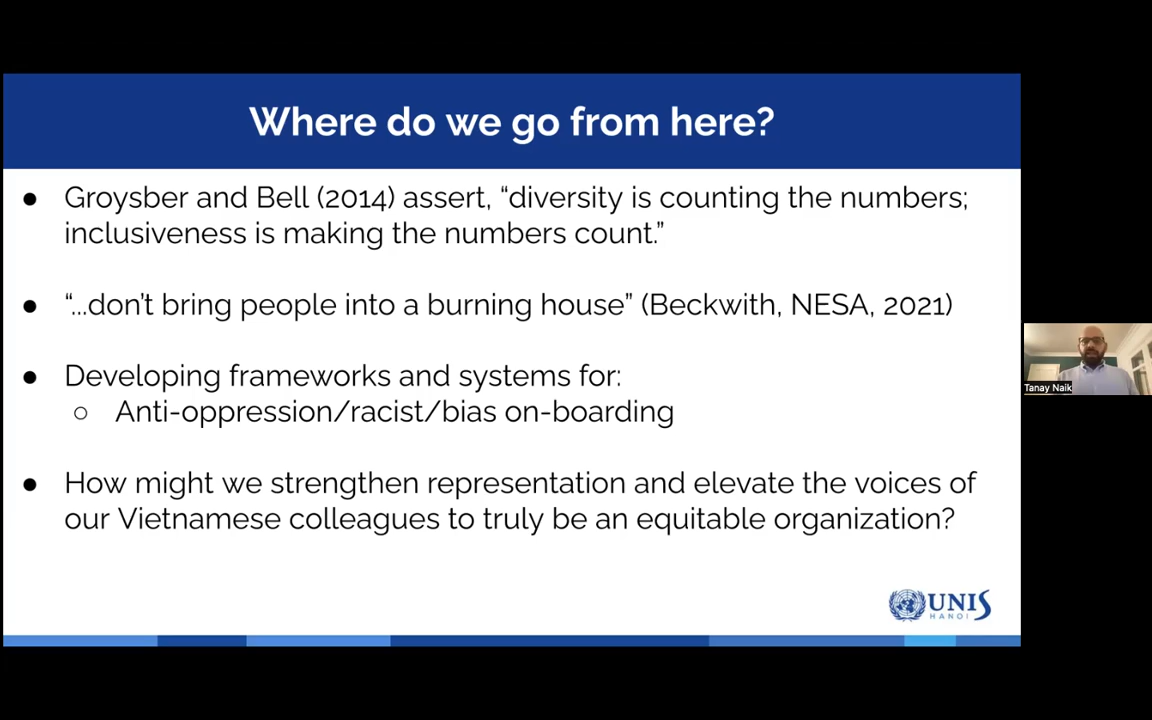 Where do we go from here?
● Groysber and Bell (2014) assert, “diversity is counting the numbers;
inclusiveness is making the numbers count.”
● “...don’t bring people into a burning house” (Beckwith, NESA, 2021)
● Developing frameworks and systems for:
○ Anti-oppression/racist/bias on-boarding
● How might we strengthen representation and elevate the voices of
our Vietnamese colleagues to truly be an equitable organization?
UNIS
HANOI
Tanay Naik